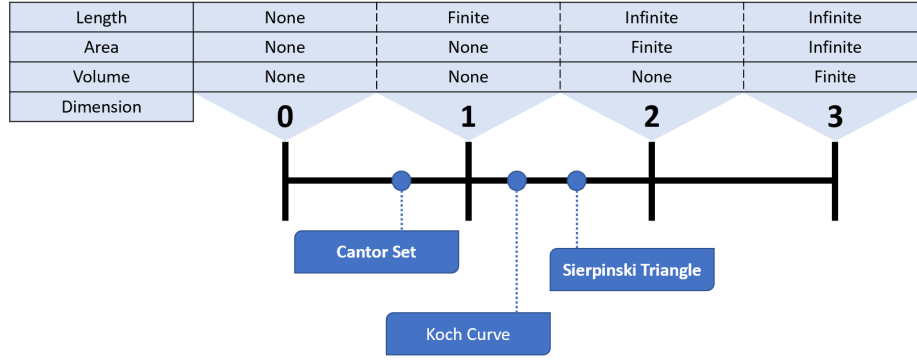 Length None Finite Infinite Infinite
Area None None Finite Infinite
Volume None None None Finite
Dimension 0 1 2 3
Cantor Set
Sierpinski Triangle
Koch Curve